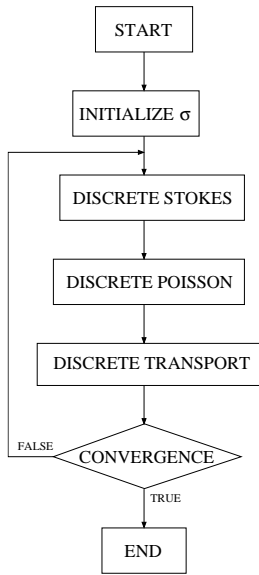 START
INITIALIZE σ
DISCRETE STOKES
DISCRETE POISSON
DISCRETE TRANSPORT
FALSE
CONVERGENCE
TRUE
END